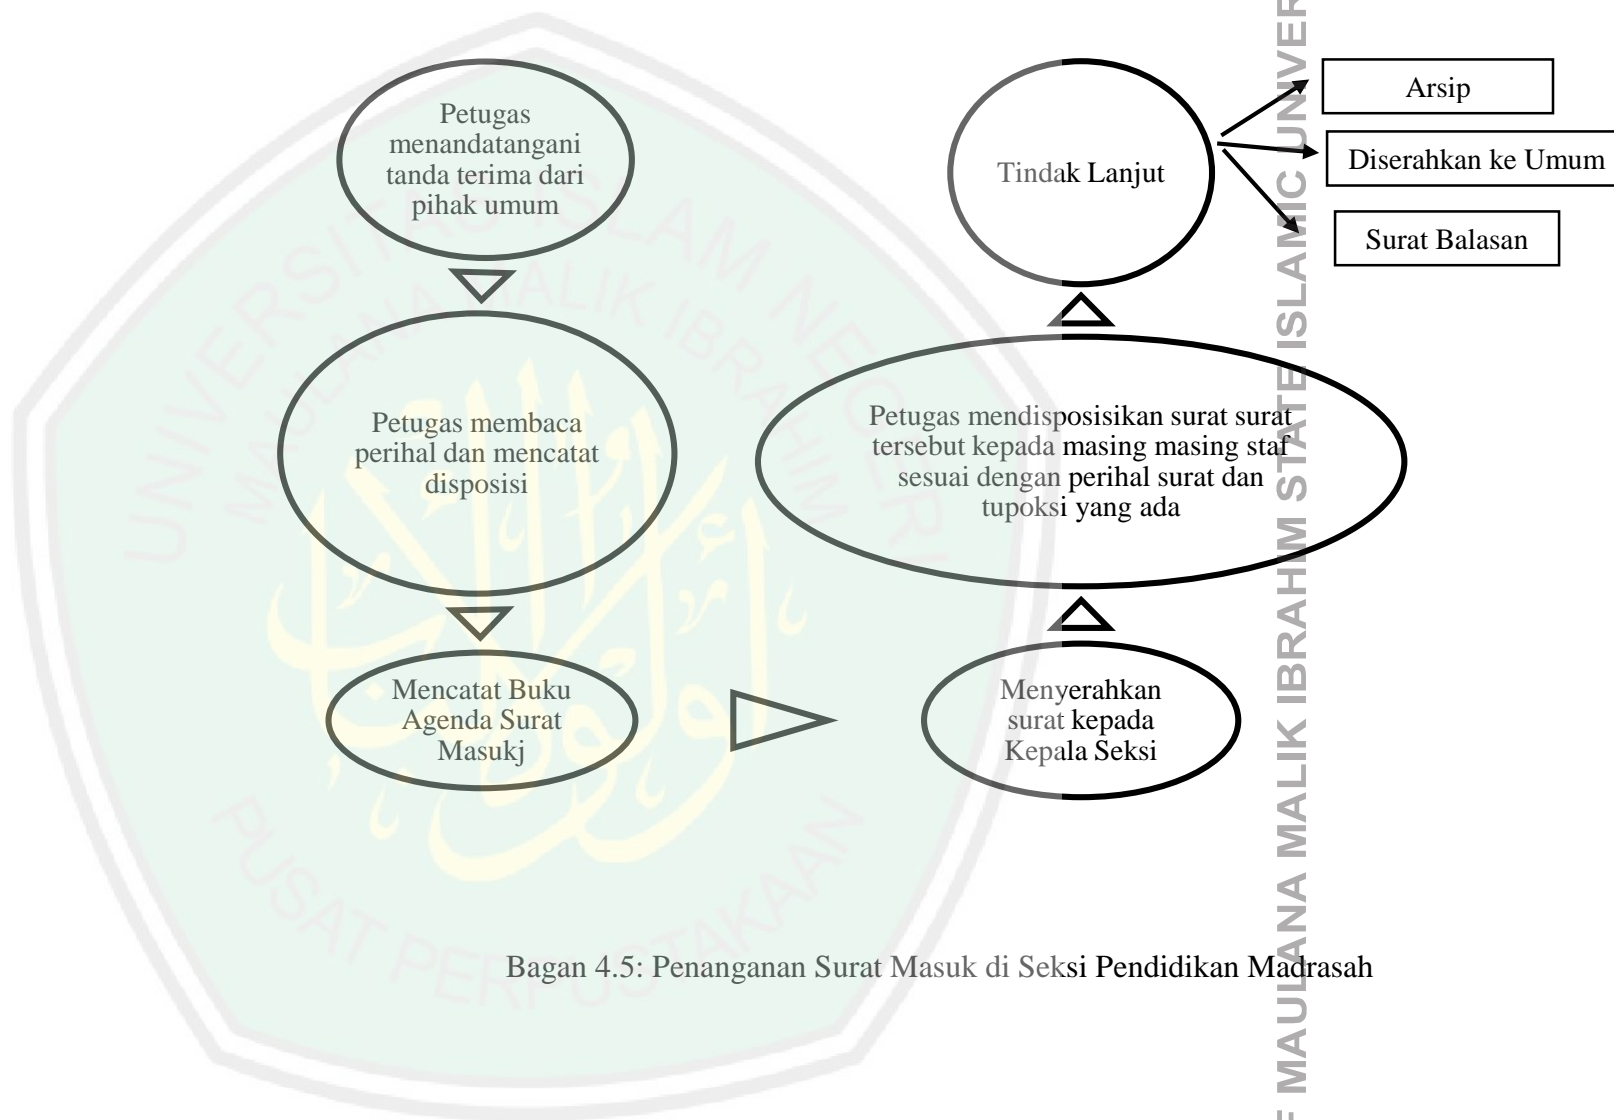 Petugas
menandatangani
tanda terima dari
pihak umum
Petugas membaca
perihal dan mencatat
disposisi
Mencatat Buku
Agenda Surat
Masukj
Menyerahkan
surat kepada
Kepala Seksi
Petugas mendisposisikan surat surat
tersebut kepada masing masing staf
sesuai dengan perihal surat dan
tupoksi yang ada
Tindak Lanjut
Arsip
Diserahkan ke Umum
Surat Balasan
Bagan 4.5: Penanganan Surat Masuk di Seksi Pendidikan Madrasah
UNIVERSITAS ISLAM NEGERI
MAULANA MALIK IBRAHIM
PUSAT PERPUSTAKAAN
MAULANA MALIK IBRAHIM STATE ISLAMIC